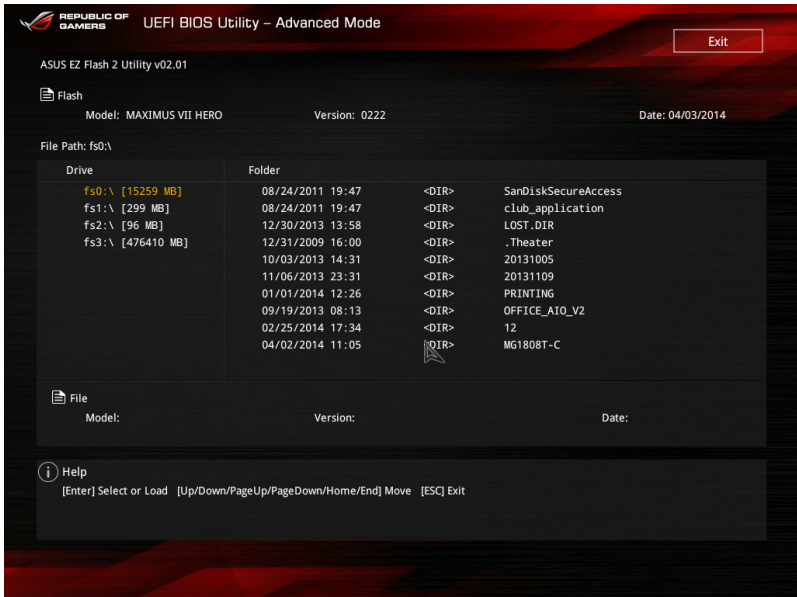 REPUBLIC OF
GAMERS
UEFI BIOS Utility – Advanced Mode
Exit
ASUS EZ Flash 2 Utility v02.01
Flash
Model: MAXIMUS VII HERO Version: 0222 Date: 04/03/2014
File Path: fs0:\
Drive Folder
fs0:\ [15259 MB] 08/24/2011 19:47 <DIR> SanDiskSecureAccess
fs1:\ [299 MB] 08/24/2011 19:47 <DIR> club_application
fs2:\ [96 MB] 12/30/2013 13:58 <DIR> LOST.DIR
fs3:\ [476410 MB] 12/31/2009 16:00 <DIR> .Theater
10/03/2013 14:31 <DIR> 20131005
11/06/2013 23:31 <DIR> 20131109
01/01/2014 12:26 <DIR> PRINTING
09/19/2013 08:13 <DIR> OFFICE_AIO_V2
02/25/2014 17:34 <DIR> 12
04/02/2014 11:05 <DIR> MG1808T-C
File
Model: Version: Date:
Help
[Enter] Select or Load [Up/Down/PageUp/PageDown/Home/End] Move [ESC] Exit